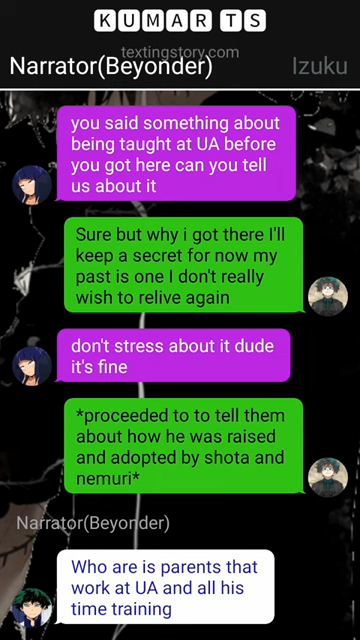 KUMAR TS
textingstory.com
Narrator(Beyonder) Izuku
you said something about
being taught at UA before
you got here can you tell
us about it
Sure but why i got there I'll
keep a secret for now my
past is one I don't really
wish to relive again
don't stress about it dude
it's fine
*proceeded to to tell them
about how he was raised
and adopted by shota and
nemuri*
Narrator(Beyonder)
Who are is parents that
work at UA and all his
time training